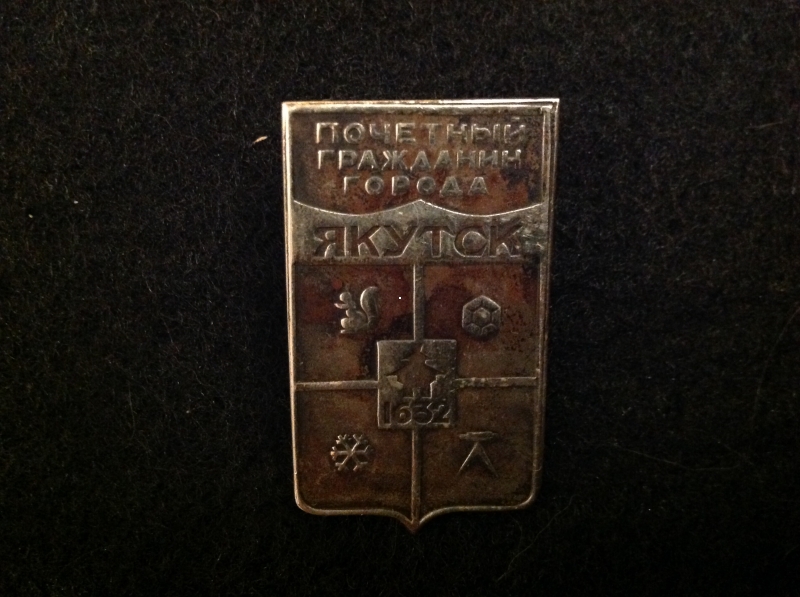 ПОЧЕТНЫЙ
ГРАЖДАНИН
ГОРОДА
ЯКУТСК
1632